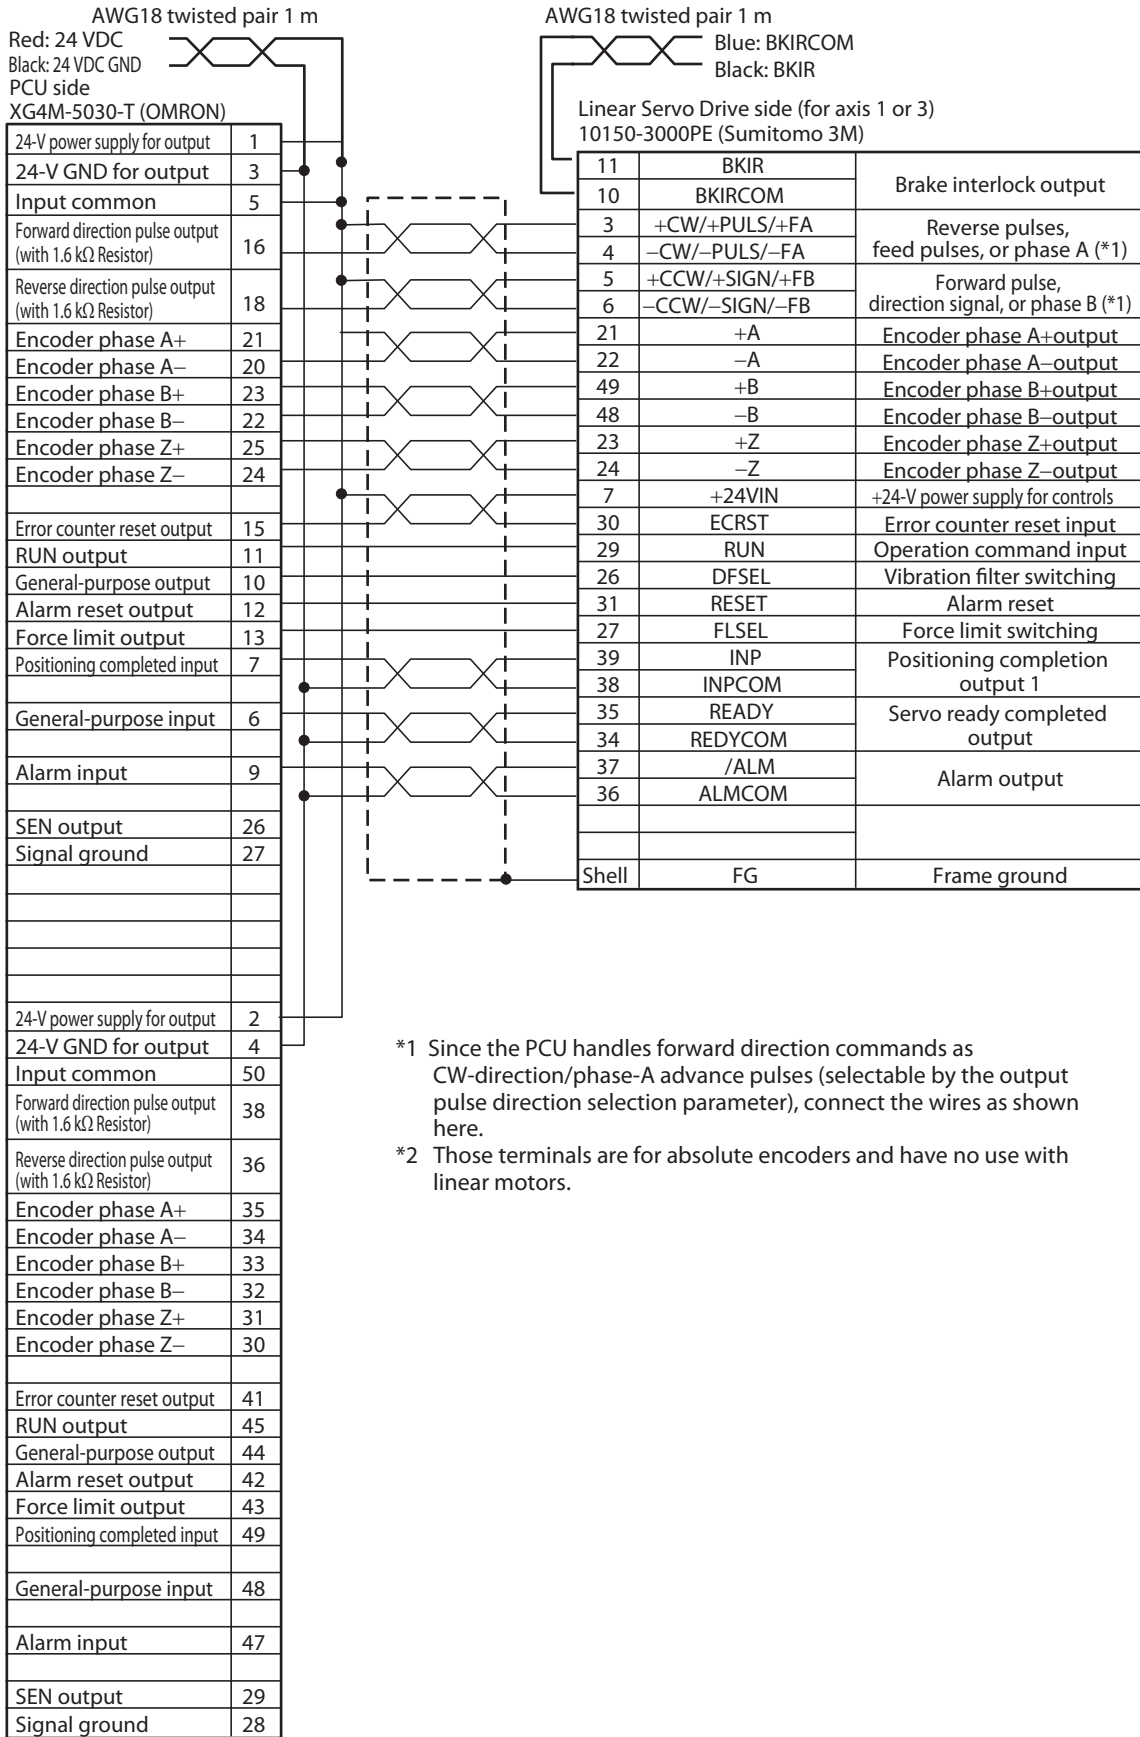 AWG18 twisted pair 1 m
Red: 24 VDC
Black: 24 VDC GND
PCU side
XG4M-5030-T (OMRON)
24-V power supply for output 1
24-V GND for output 3
Input common 5
Forward direction pulse output
(with 1.6 kΩ Resistor) 16
Reverse direction pulse output
(with 1.6 kΩ Resistor) 18
Encoder phase A+ 21
Encoder phase A− 20
Encoder phase B+ 23
Encoder phase B− 22
Encoder phase Z+ 25
Encoder phase Z− 24
Error counter reset output 15
RUN output 11
General-purpose output 10
Alarm reset output 12
Force limit output 13
Positioning completed input 7
General-purpose input 6
Alarm input 9
SEN output 26
Signal ground 27
24-V power supply for output 2
24-V GND for output 4
Input common 50
Forward direction pulse output
(with 1.6 kΩ Resistor) 38
Reverse direction pulse output
(with 1.6 kΩ Resistor) 36
Encoder phase A+ 35
Encoder phase A− 34
Encoder phase B+ 33
Encoder phase B− 32
Encoder phase Z+ 31
Encoder phase Z− 30
Error counter reset output 41
RUN output 45
General-purpose output 44
Alarm reset output 42
Force limit output 43
Positioning completed input 49
General-purpose input 48
Alarm input 47
SEN output 29
Signal ground 28
AWG18 twisted pair 1 m
Blue: BKIRCOM
Black: BKIR
Linear Servo Drive side (for axis 1 or 3)
10150-3000PE (Sumitomo 3M)
11 BKIR
Brake interlock output
10 BKIRCOM
3 +CW/+PULS/+FA Reverse pulses,
4 −CW/−PULS/−FA feed pulses, or phase A (*1)
5 +CCW/+SIGN/+FB Forward pulse,
6 −CCW/−SIGN/−FB direction signal, or phase B (*1)
21 +A Encoder phase A+output
22 −A Encoder phase A−output
49 +B Encoder phase B+output
48 −B Encoder phase B−output
23 +Z Encoder phase Z+output
24 −Z Encoder phase Z−output
7 +24VIN +24-V power supply for controls
30 ECRST Error counter reset input
29 RUN Operation command input
26 DFSEL Vibration filter switching
31 RESET Alarm reset
27 FLSEL Force limit switching
39 INP Positioning completion
38 INPCOM output 1
35 READY Servo ready completed
34 REDYCOM output
37 /ALM
Alarm output
36 ALMCOM
Shell FG Frame ground
*1 Since the PCU handles forward direction commands as
CW-direction/phase-A advance pulses (selectable by the output
pulse direction selection parameter), connect the wires as shown
here.
*2 Those terminals are for absolute encoders and have no use with
linear motors.